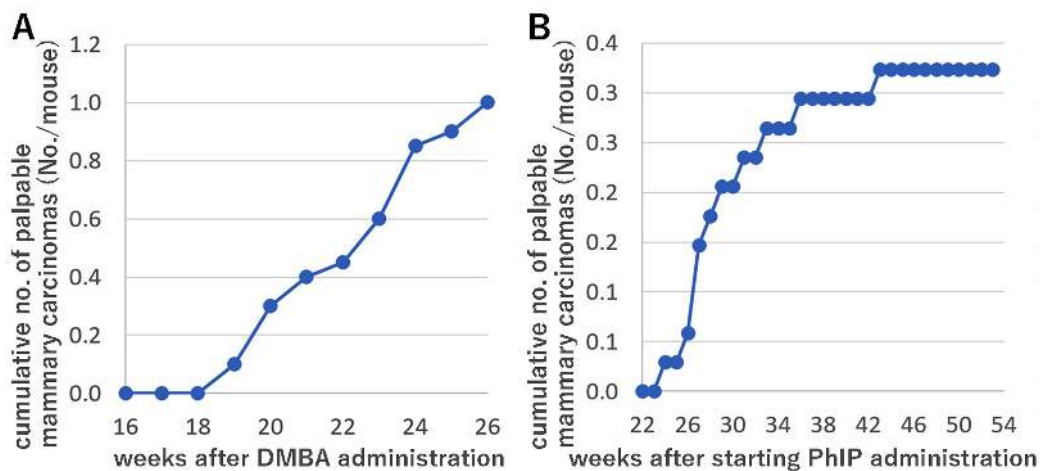 A
cumulative no. of palpable
mammary carcinomas (No./mouse)
1.2
1.0
0.8
0.6
0.4
0.2
0.0
16 18 20 22 24 26
weeks after DMBA administration
B
cumulative no. of palpable
mammary carcinomas (No./mouse)
0.4
0.3
0.3
0.2
0.2
0.1
0.1
0.0
22 26 30 34 38 42 46 50 54
weeks after starting PhIP administration